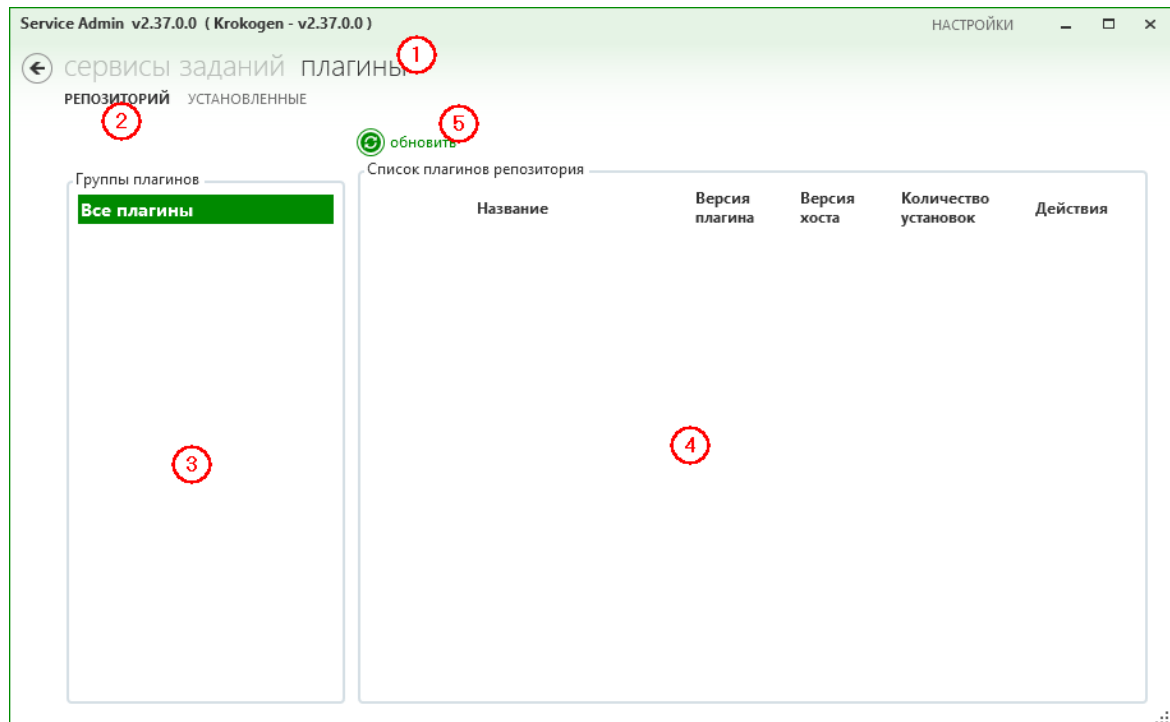 Service Admin v2.37.0.0 ( Krokogen - v2.37.0.0 )
НАСТРОЙКИ
сервисы заданий плагины
1
РЕПОЗИТОРИЙ УСТАНОВЛЕННЫЕ
2
5
обновить
Группы плагинов
Все плагины
3
Список плагинов репозитория
Название
Версия
плагина
Версия
хоста
Количество
установок
Действия
4